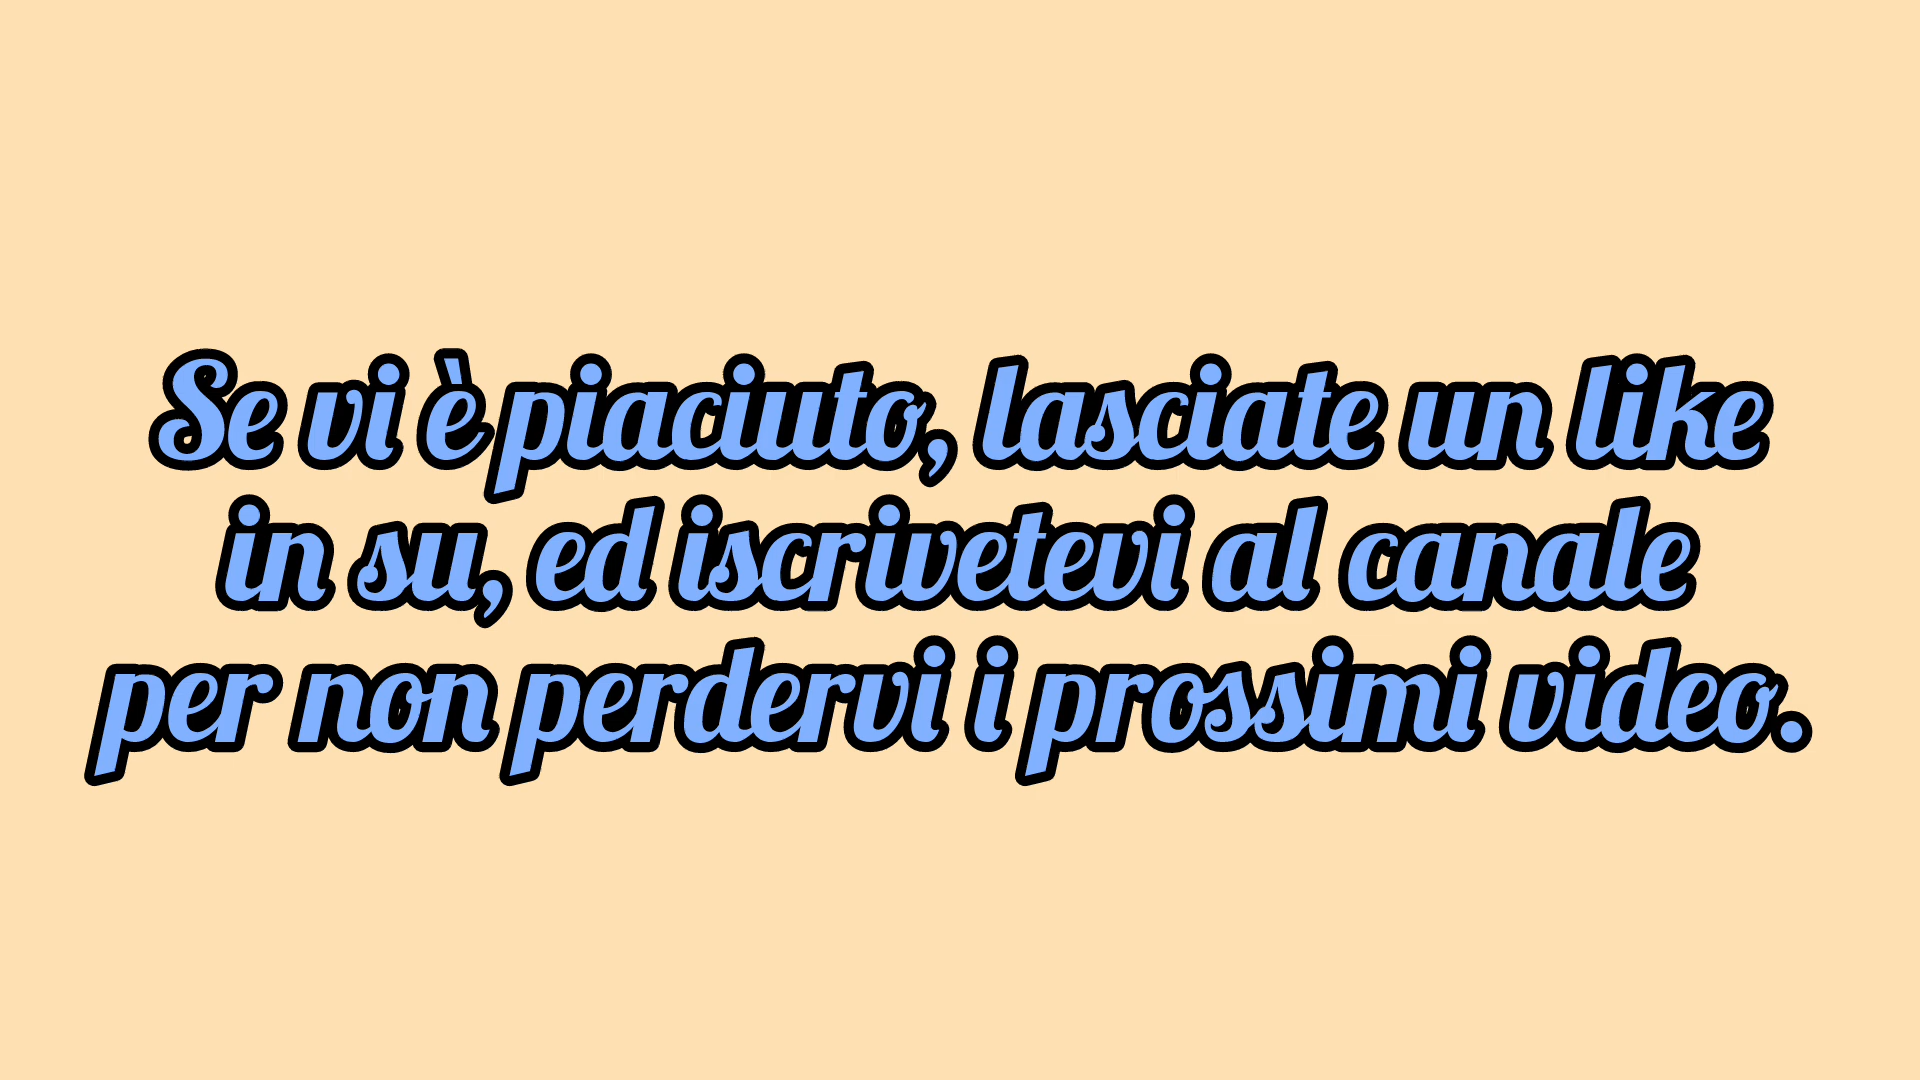 Se vi è piaciuto, lasciate un like
in su, ed iscrivetevi al canale
per non perdervi i prossimi video.